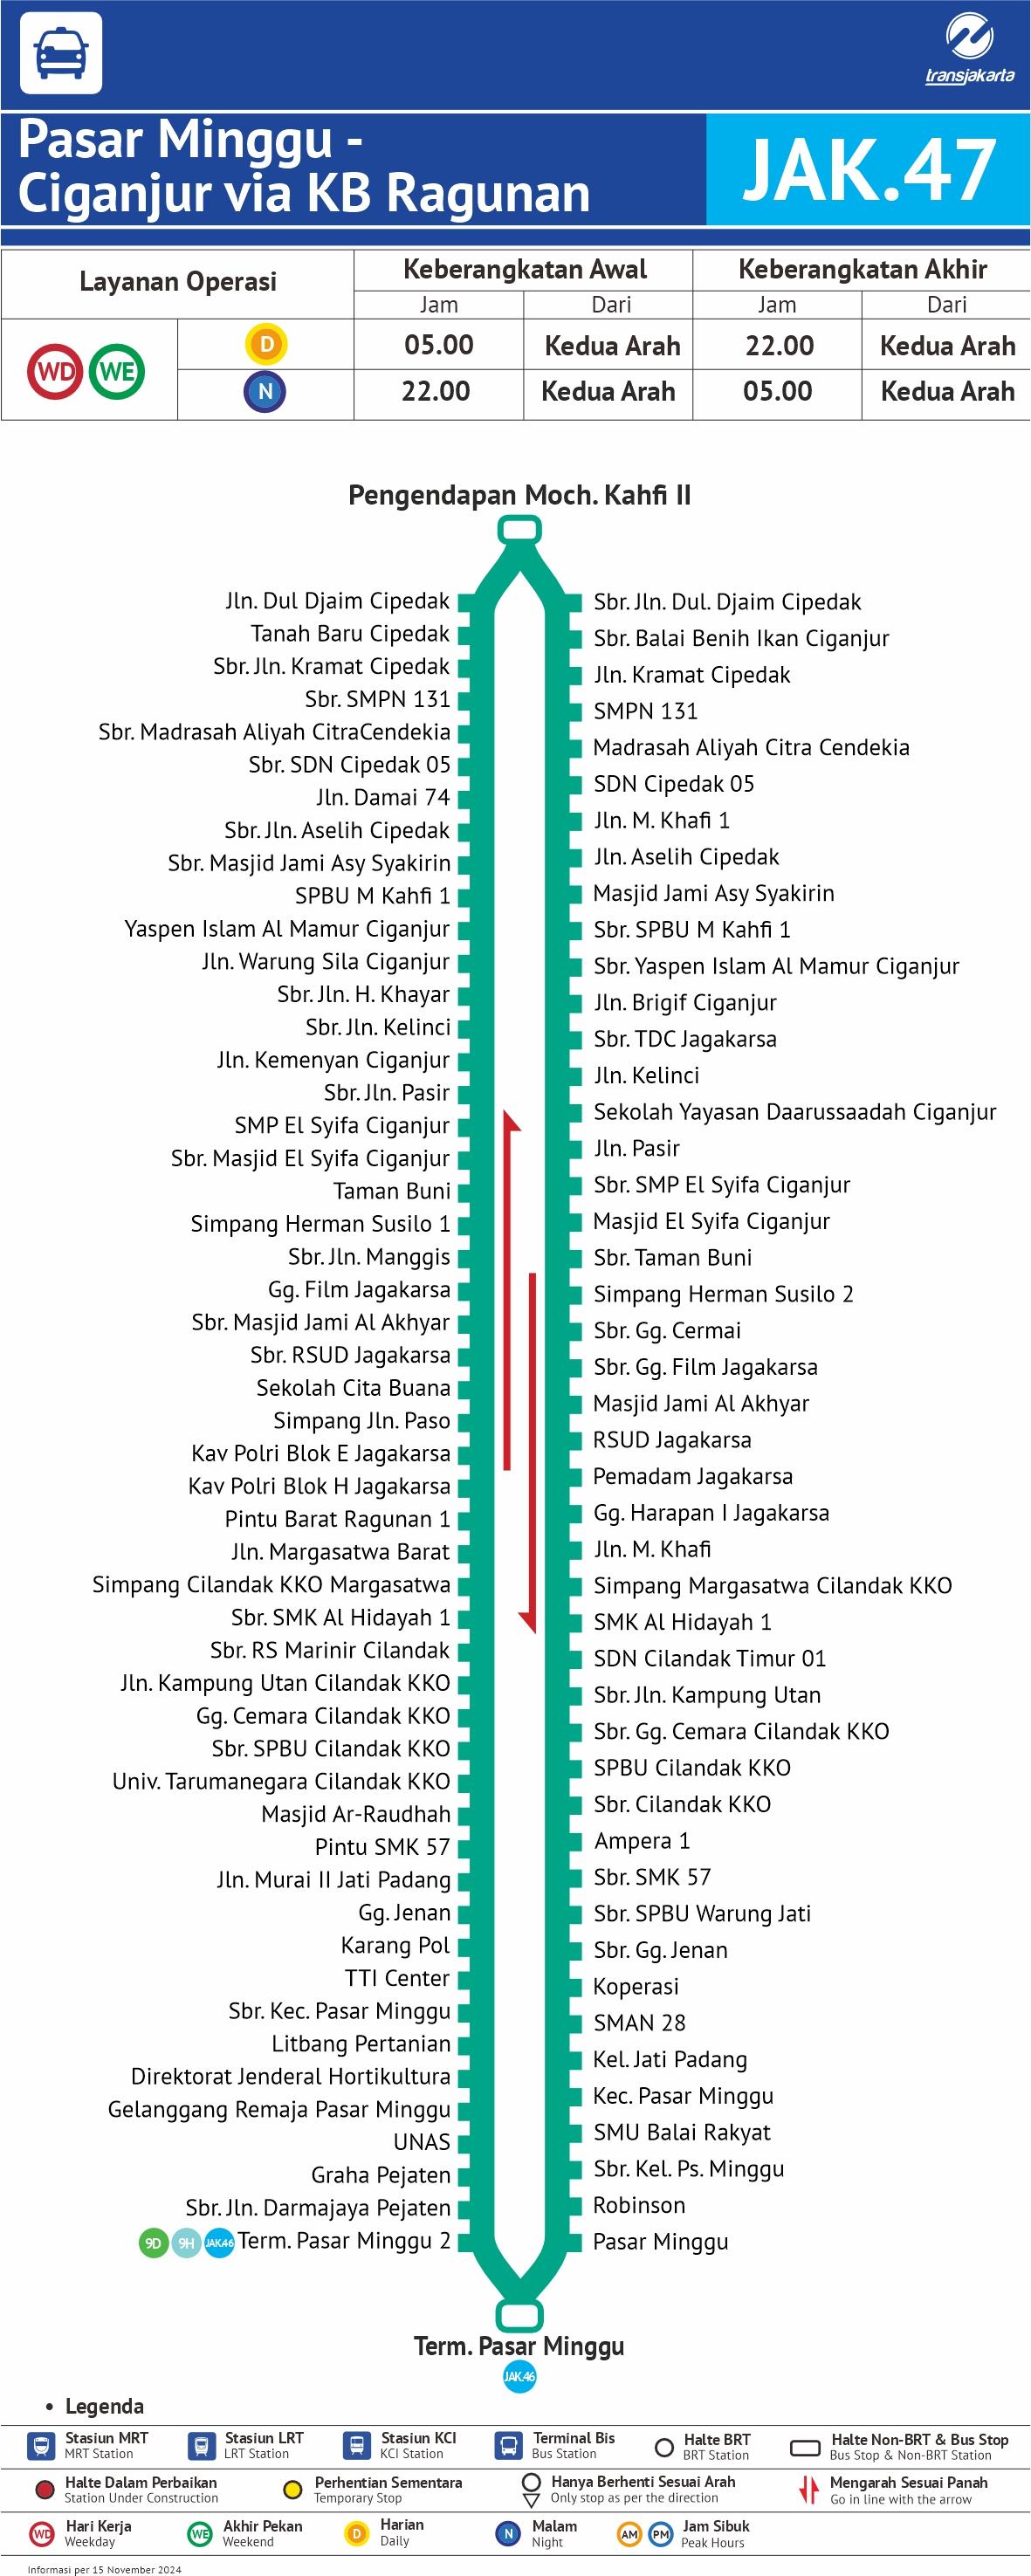 transjakarta
Pasar Minggu -
Ciganjur via KB Ragunan
JAK.47
Layanan Operasi
Keberangkatan Awal
Keberangkatan Akhir
Jam
Dari
Jam
Dari
WD
WE
D
05.00
Kedua Arah
22.00
Kedua Arah
N
22.00
Kedua Arah
05.00
Kedua Arah
Pengendapan Moch. Kahfi II
Jln. Dul Djaim Cipedak
Tanah Baru Cipedak
Sbr. Jln. Kramat Cipedak
Sbr. SMPN 131
Sbr. Madrasah Aliyah CitraCendekia
Sbr. SDN Cipedak 05
Jln. Damai 74
Sbr. Jln. Aselih Cipedak
Sbr. Masjid Jami Asy Syakirin
SPBU M Kahfi 1
Yaspen Islam Al Mamur Ciganjur
Jln. Warung Sila Ciganjur
Sbr. Jln. H. Khayar
Sbr. Jln. Kelinci
Jln. Kemenyan Ciganjur
Sbr. Jln. Pasir
SMP El Syifa Ciganjur
Sbr. Masjid El Syifa Ciganjur
Taman Buni
Simpang Herman Susilo 1
Sbr. Jln. Manggis
Gg. Film Jagakarsa
Sbr. Masjid Jami Al Akhyar
Sbr. RSUD Jagakarsa
Sekolah Cita Buana
Simpang Jln. Paso
Kav Polri Blok E Jagakarsa
Kav Polri Blok H Jagakarsa
Pintu Barat Ragunan 1
Jln. Margasatwa Barat
Simpang Cilandak KKO Margasatwa
Sbr. SMK Al Hidayah 1
Sbr. RS Marinir Cilandak
Jln. Kampung Utan Cilandak KKO
Gg. Cemara Cilandak KKO
Sbr. SPBU Cilandak KKO
Univ. Tarumanegara Cilandak KKO
Masjid Ar-Raudhah
Pintu SMK 57
Jln. Murai II Jati Padang
Gg. Jenan
Karang Pol
TTI Center
Sbr. Kec. Pasar Minggu
Litbang Pertanian
Direktorat Jenderal Hortikultura
Gelanggang Remaja Pasar Minggu
UNAS
Graha Pejaten
Sbr. Jln. Darmajaya Pejaten
9D 9H JAK.46 Term. Pasar Minggu 2
Sbr. Jln. Dul. Djaim Cipedak
Sbr. Balai Benih Ikan Ciganjur
Jln. Kramat Cipedak
SMPN 131
Madrasah Aliyah Citra Cendekia
SDN Cipedak 05
Jln. M. Khafi 1
Jln. Aselih Cipedak
Masjid Jami Asy Syakirin
Sbr. SPBU M Kahfi 1
Sbr. Yaspen Islam Al Mamur Ciganjur
Jln. Brigif Ciganjur
Sbr. TDC Jagakarsa
Jln. Kelinci
Sekolah Yayasan Daarussaadah Ciganjur
Jln. Pasir
Sbr. SMP El Syifa Ciganjur
Masjid El Syifa Ciganjur
Sbr. Taman Buni
Simpang Herman Susilo 2
Sbr. Gg. Cermai
Sbr. Gg. Film Jagakarsa
Masjid Jami Al Akhyar
RSUD Jagakarsa
Pemadam Jagakarsa
Gg. Harapan I Jagakarsa
Jln. M. Khafi
Simpang Margasatwa Cilandak KKO
SMK Al Hidayah 1
SDN Cilandak Timur 01
Sbr. Jln. Kampung Utan
Sbr. Gg. Cemara Cilandak KKO
SPBU Cilandak KKO
Sbr. Cilandak KKO
Ampera 1
Sbr. SMK 57
Sbr. SPBU Warung Jati
Sbr. Gg. Jenan
Koperasi
SMAN 28
Kel. Jati Padang
Kec. Pasar Minggu
SMU Balai Rakyat
Sbr. Kel. Ps. Minggu
Robinson
Pasar Minggu
Term. Pasar Minggu
JAK.46
• Legenda
Stasiun MRT
MRT Station
Stasiun LRT
LRT Station
Stasiun KCI
KCI Station
Terminal Bis
Bus Station
Halte BRT
BRT Station
Halte Non-BRT & Bus Stop
Bus Stop & Non-BRT Station
Halte Dalam Perbaikan
Station Under Construction
Perhentian Sementara
Temporary Stop
Hanya Berhenti Sesuai Arah
Only stop as per the direction
Mengarah Sesuai Panah
Go in line with the arrow
WD
Hari Kerja
Weekday
WE
Akhir Pekan
Weekend
D
Harian
Daily
N
Malam
Night
AM
PM
Jam Sibuk
Peak Hours
Informasi per 15 November 2024